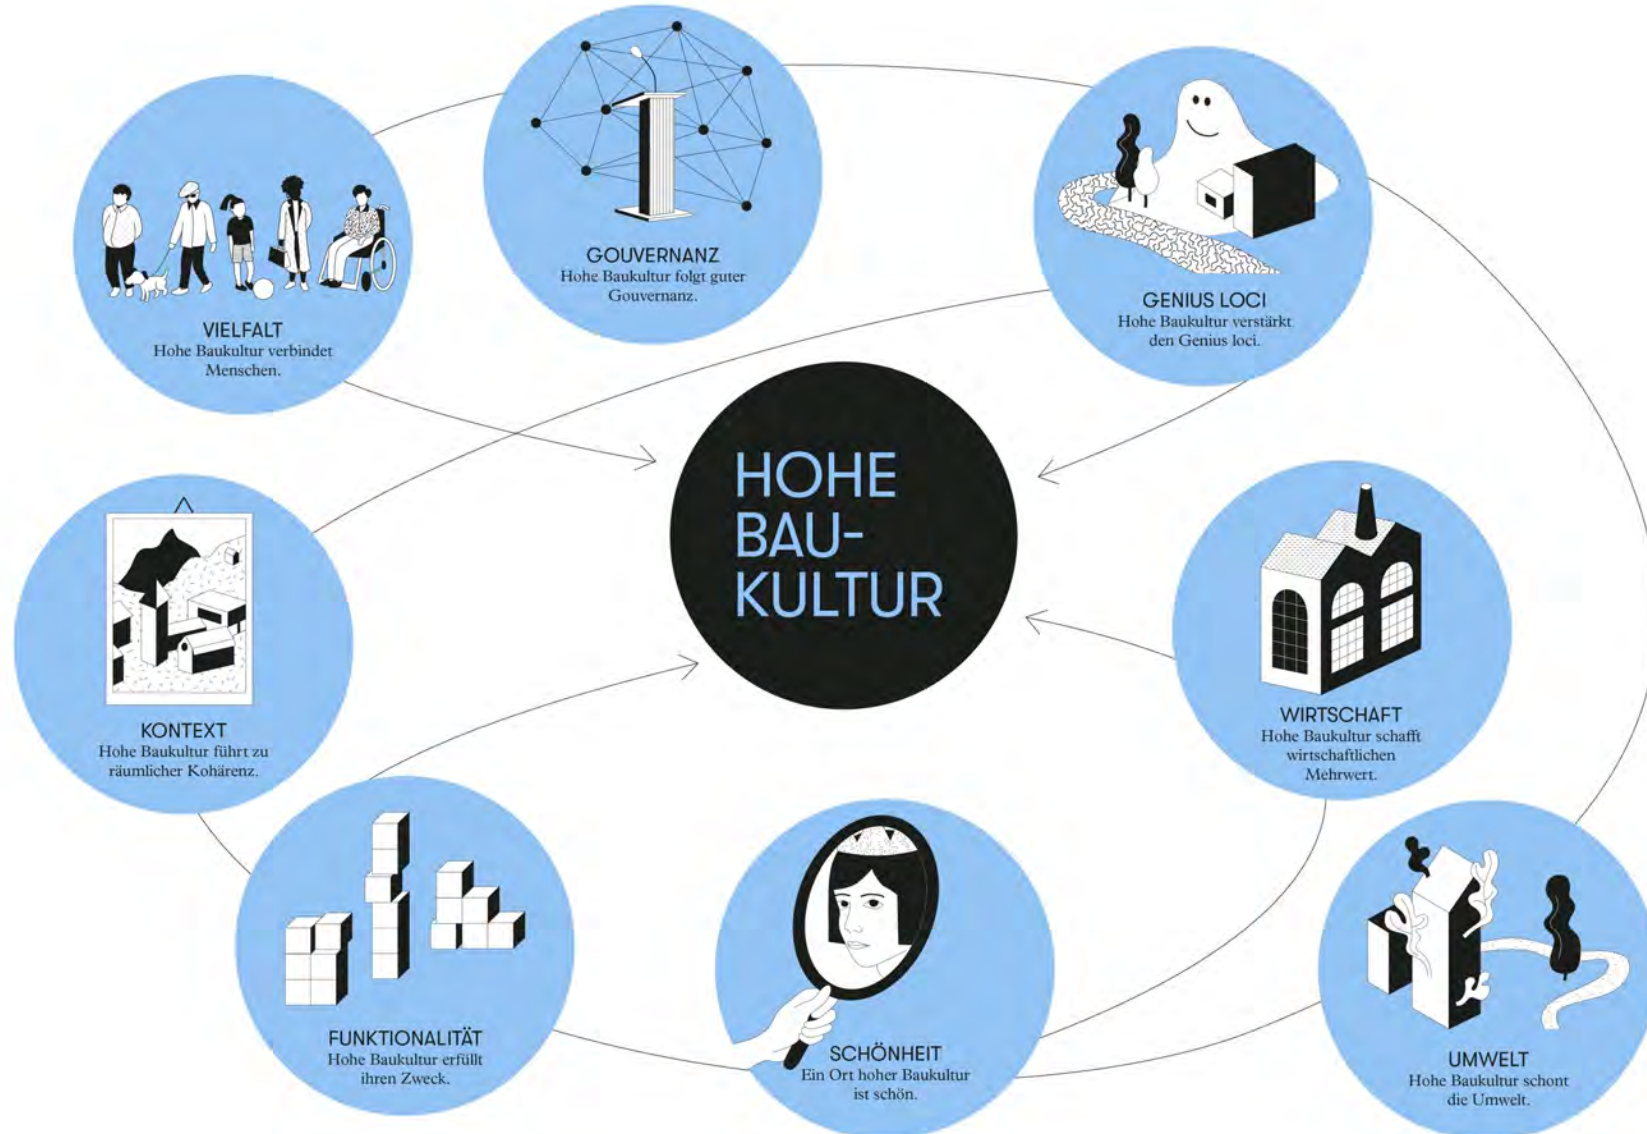 VIELFALT
Hohe Baukultur verbindet
Menschen.
GOUVERNANZ
Hohe Baukultur folgt guter
Gouvernanz.
GENIUS LOCI
Hohe Baukultur verstärkt
den Genius loci.
HOHE
BAU-
KULTUR
KONTEXT
Hohe Baukultur führt zu
räumlicher Kohärenz.
WIRTSCHAFT
Hohe Baukultur schafft
wirtschaftlichen
Mehrwert.
FUNKTIONALITÄT
Hohe Baukultur erfüllt
ihren Zweck.
SCHÖNHEIT
Ein Ort hoher Baukultur
ist schön.
UMWELT
Hohe Baukultur schont
die Umwelt.